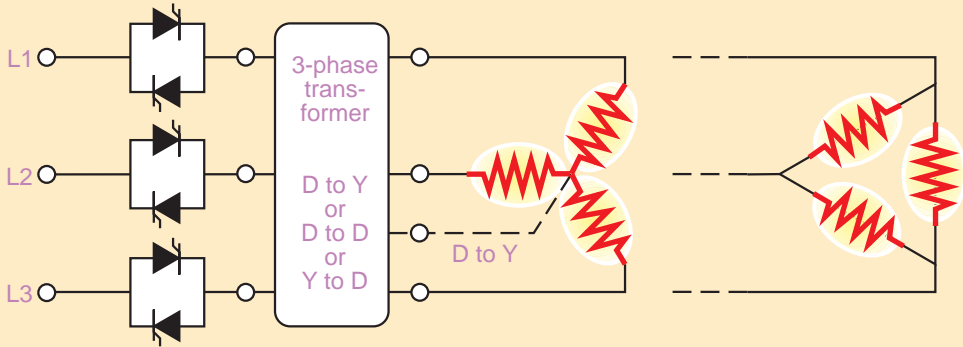 L1
3-phase
trans-
former
L2
D to Y
or
D to D
or
Y to D
D to Y
L3